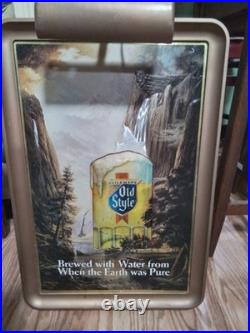 Old
Style
Brewed with Water from
When the Earth was Pure